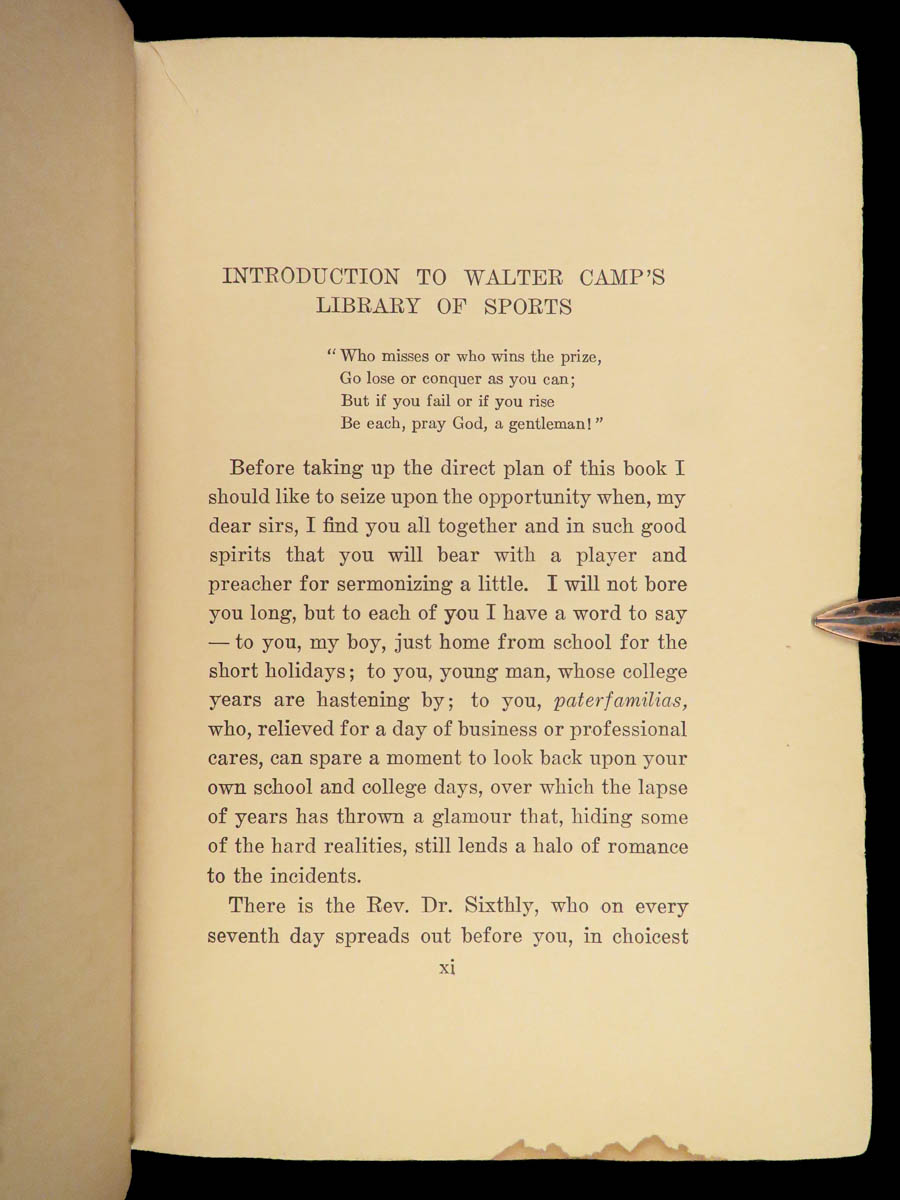 INTRODUCTION TO WALTER CAMP'S
LIBRARY OF SPORTS
"Who misses or who wins the prize,
Go lose or conquer as you can;
But if you fail or if you rise
Be each, pray God, a gentleman!"
Before taking up the direct plan of this book I
should like to seize upon the opportunity when, my
dear sirs, I find you all together and in such good
spirits that you will bear with a player and
preacher for sermonizing a little. I will not bore
you long, but to each of you I have a word to say
— to you, my boy, just home from school for the
short holidays; to you, young man, whose college
years are hastening by; to you, paterfamilias,
who, relieved for a day of business or professional
cares, can spare a moment to look back upon your
own school and college days, over which the lapse
of years has thrown a glamour that, hiding some
of the hard realities, still lends a halo of romance
to the incidents.
There is the Rev. Dr. Sixthly, who on every
seventh day spreads out before you, in choicest
xi